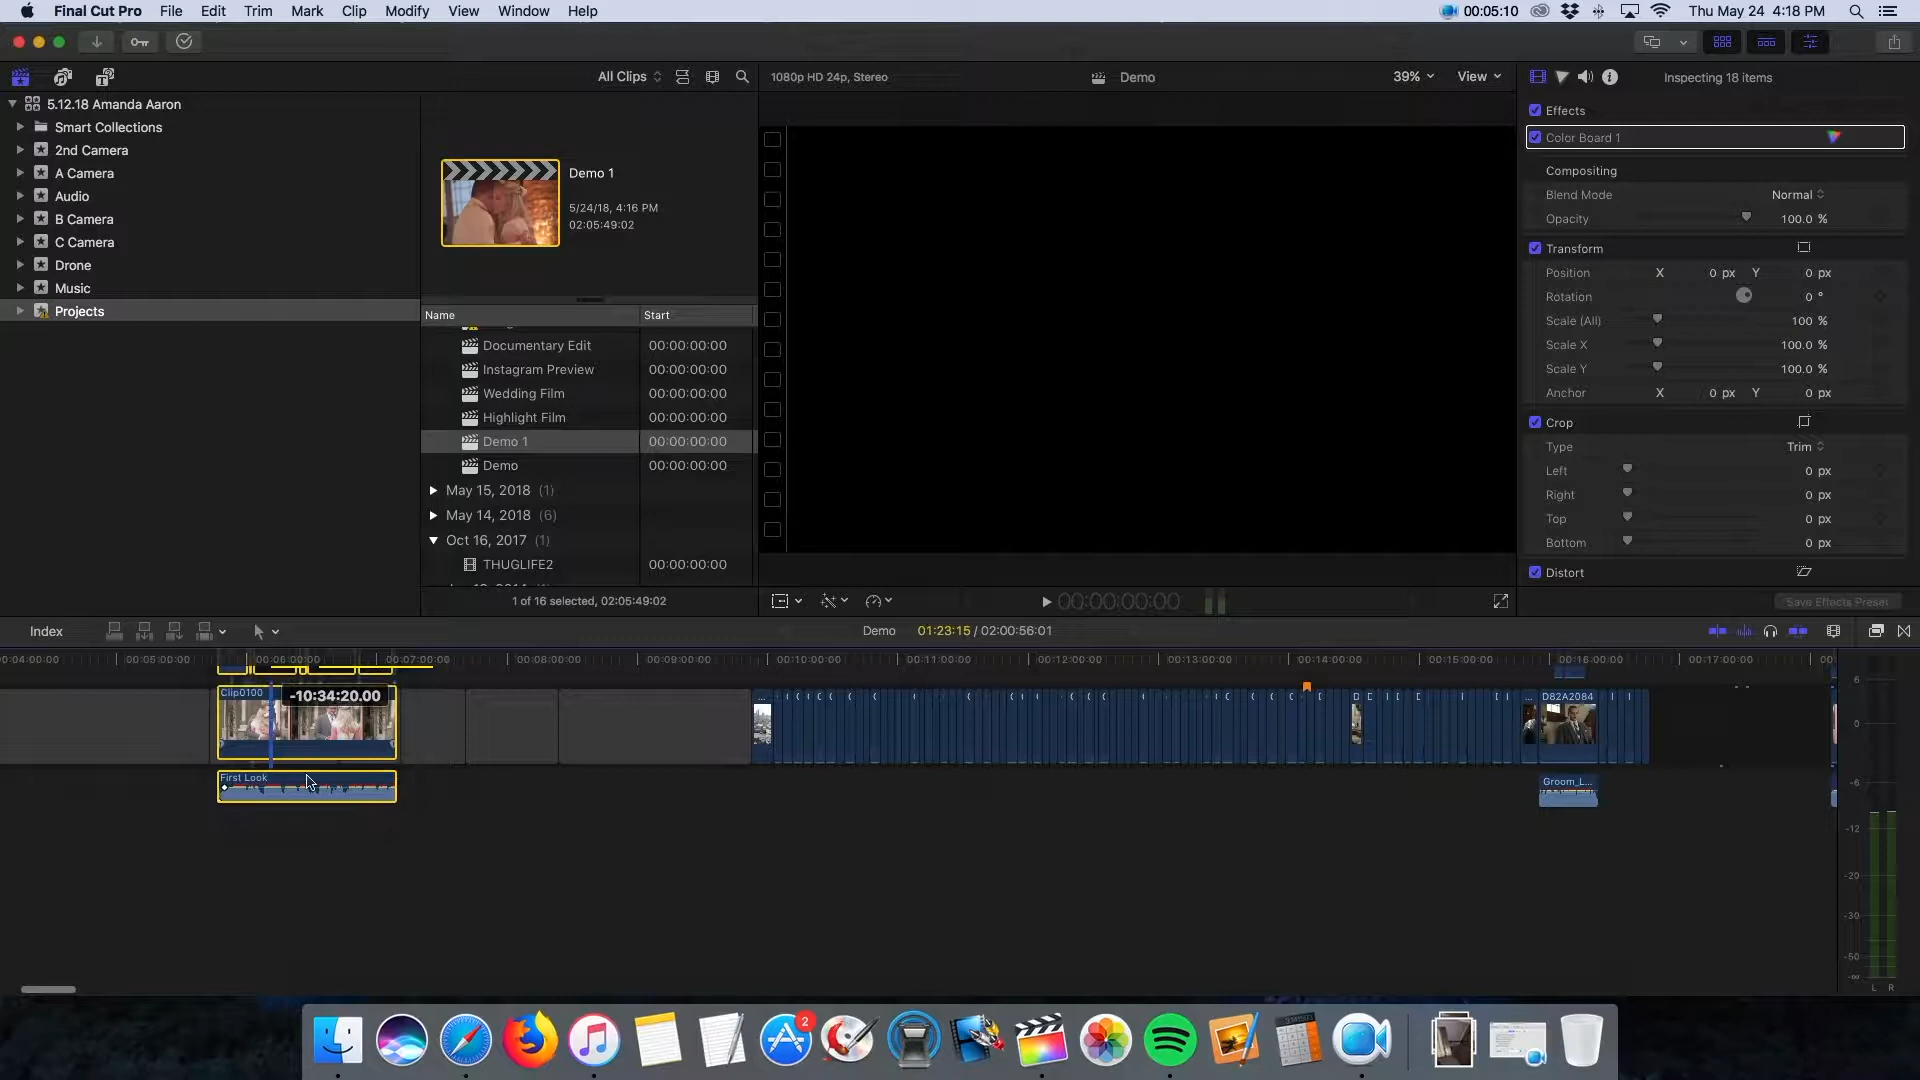 Final Cut Pro File Edit Trim Mark Clip Modify View Window Help 00:05:10 Thu May 24 4:18 PM
All Clips 1080p HD 24p, Stereo Demo 39% View Inspecting 18 items
5.12.18 Amanda Aaron
Smart Collections
2nd Camera
A Camera
Audio
B Camera
C Camera
Drone
Music
Projects
Demo 1
5/24/18, 4:16 PM
02:05:49:02
Name Start
Documentary Edit 00:00:00:00
Instagram Preview 00:00:00:00
Wedding Film 00:00:00:00
Highlight Film 00:00:00:00
Demo 1 00:00:00:00
Demo 00:00:00:00
May 15, 2018 (1)
May 14, 2018 (6)
Oct 16, 2017 (1)
THUGLIFE2 00:00:00:00
1 of 16 selected, 02:05:49:02
00:00:00:00
Effects
Color Board 1
Compositing
Blend Mode Normal
Opacity 100.0 %
Transform
Position X 0 px Y 0 px
Rotation 0 °
Scale (All) 100 %
Scale X 100.0 %
Scale Y 100.0 %
Anchor X 0 px Y 0 px
Crop
Type Trim
Left 0 px
Right 0 px
Top 0 px
Bottom 0 px
Distort
Save Effects Preset
Index Demo 01:23:15 / 02:00:56:01
0:04:00:00 00:05:00:00 00:06:00:00 00:07:00:00 00:08:00:00 00:09:00:00 00:10:00:00 00:11:00:00 00:12:00:00 00:13:00:00 00:14:00:00 00:15:00:00 00:16:00:00 00:17:00:00 00:
Clip0100 -10:34:20.00 ... D ... D82A2084
First Look Groom_L...
6
0
-6
-12
-20
-30
-50
-∞
L R
2